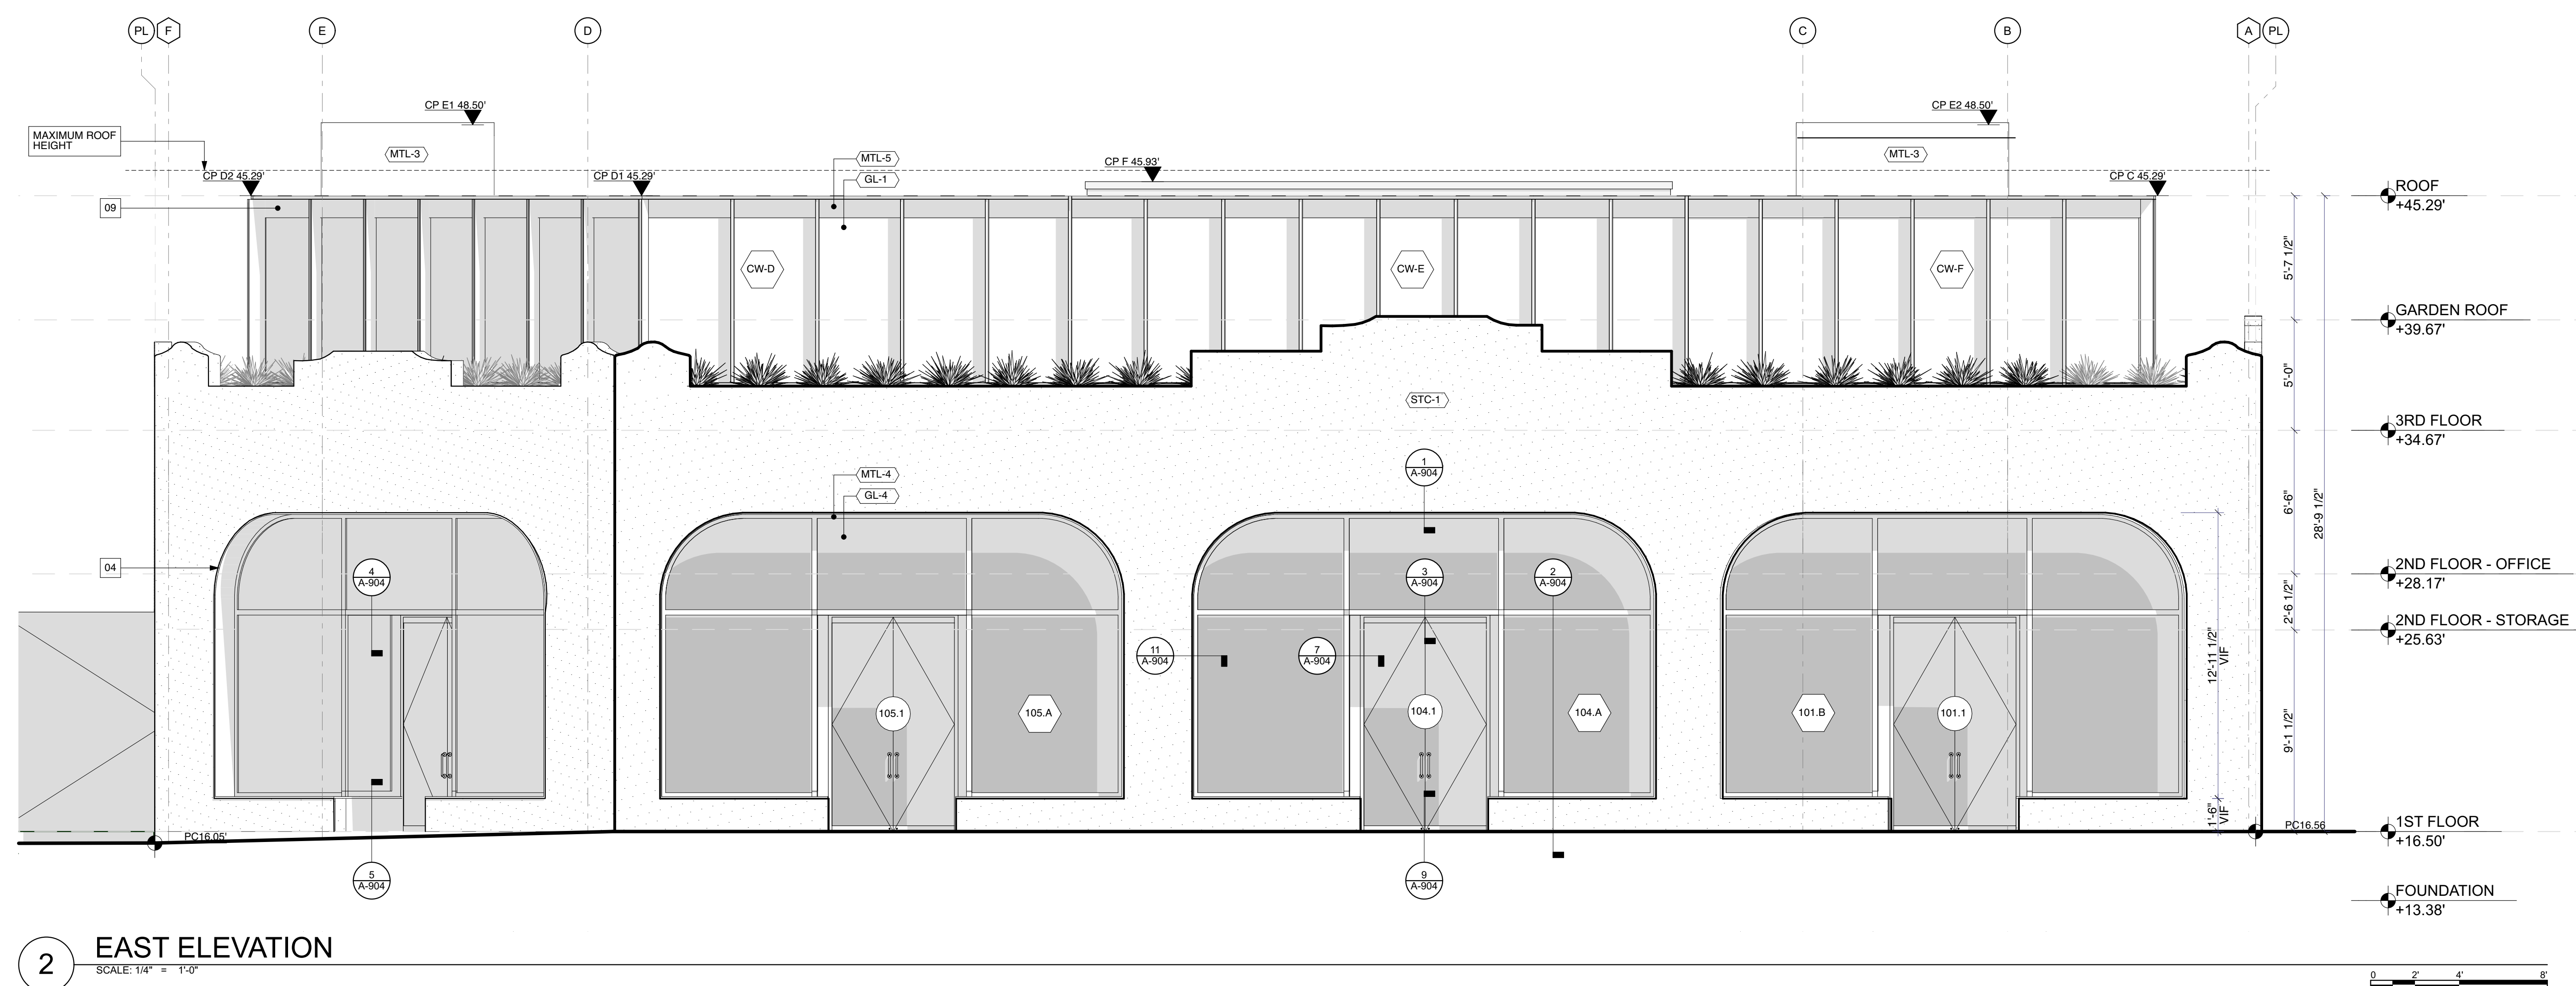 PL
F
E
D
C
B
A
PL
CP E1 48.50'
CP E2 48.50'
MAXIMUM ROOF
HEIGHT
MTL-3
MTL-5
CP F 45.93'
MTL-3
CP D2 45.29'
CP D1 45.29'
GL-1
CP C 45.29'
ROOF
+45.29'
09
CW-D
CW-E
CW-F
5'-7 1/2"
GARDEN ROOF
+39.67'
5'-0"
STC-1
3RD FLOOR
+34.67'
1
A-904
MTL-4
GL-4
6'-6"
28'-9 1/2"
04
4
A-904
3
A-904
2
A-904
2ND FLOOR - OFFICE
+28.17'
2'-6 1/2"
2ND FLOOR - STORAGE
+25.63'
11
A-904
7
A-904
12'-11 1/2"
VIF
105.1
105.A
104.1
104.A
101.B
101.1
9'-1 1/2"
1'-6"
VIF
PC16.05'
PC16.56
1ST FLOOR
+16.50'
5
A-904
9
A-904
FOUNDATION
+13.38'
2
EAST ELEVATION
SCALE: 1/4" = 1'-0"
0 2' 4' 8'